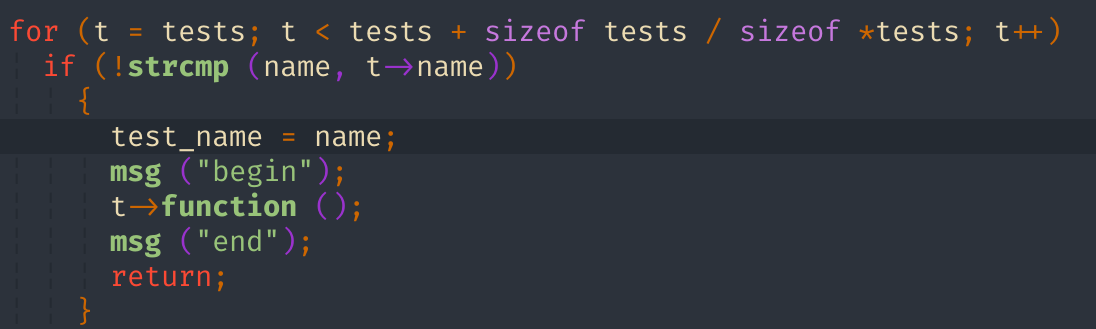 for (t = tests; t < tests + sizeof tests / sizeof *tests; t++)
if (!strcmp (name, t->name))
{
test_name = name;
msg ("begin");
t->function ();
msg ("end");
return;
}